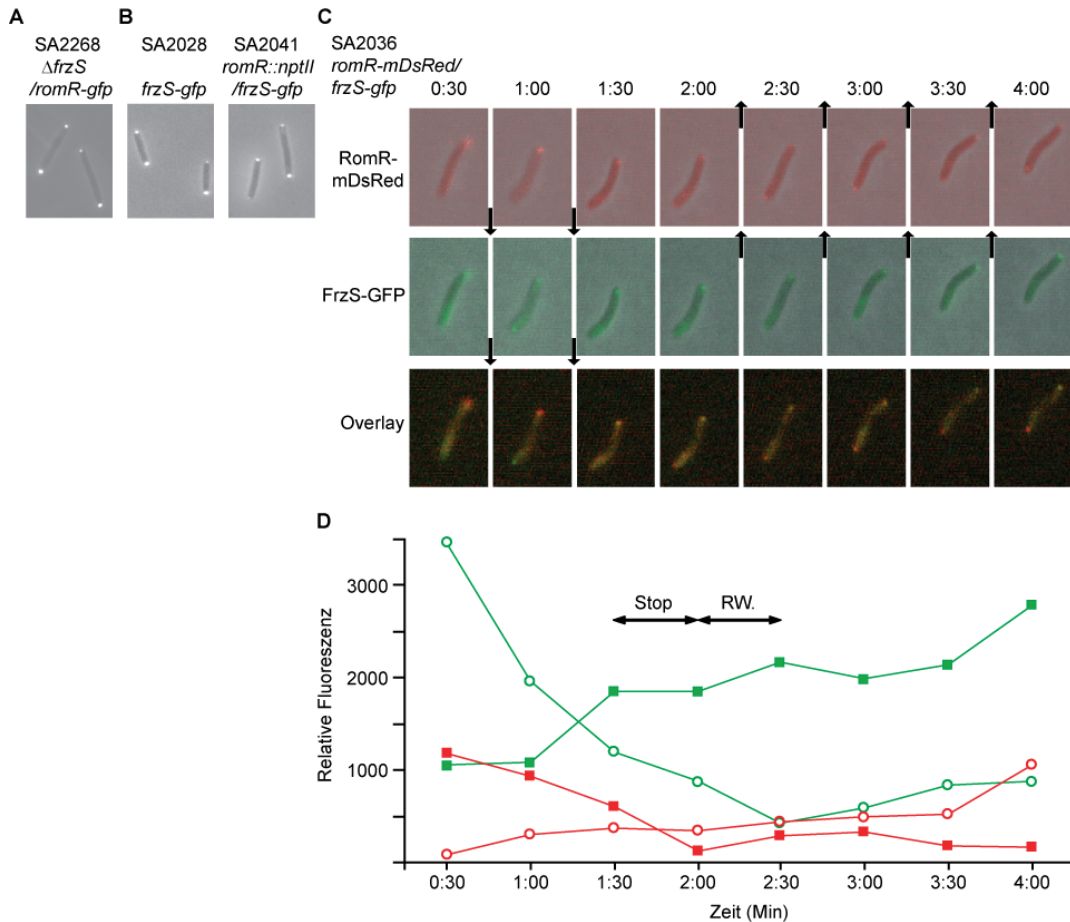 A
B
C
SA2268
ΔfrzS
/romR-gfp
SA2028
frzS-gfp
SA2041
romR::nptII
/frzS-gfp
SA2036
romR-mDsRed/
frzS-gfp
0:30 1:00 1:30 2:00 2:30 3:00 3:30 4:00
RomR-
mDsRed
FrzS-GFP
Overlay
D
Relative Fluoreszenz
3000
2000
1000
Stop
RW.
0:30 1:00 1:30 2:00 2:30 3:00 3:30 4:00
Zeit (Min)